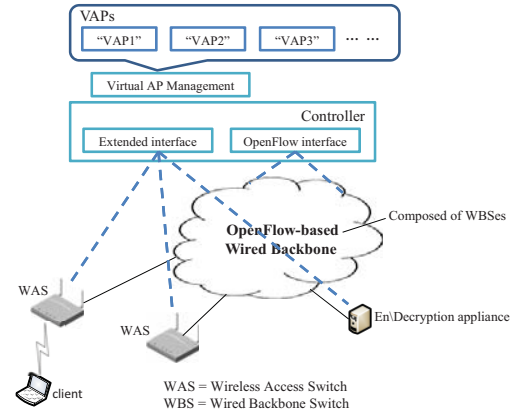 VAPs
“VAP1” “VAP2” “VAP3” … …
Virtual AP Management
Controller
Extended interface OpenFlow interface
Composed of WBSes
OpenFlow-based
Wired Backbone
WAS
WAS
En\Decryption appliance
client
WAS = Wireless Access Switch
WBS = Wired Backbone Switch